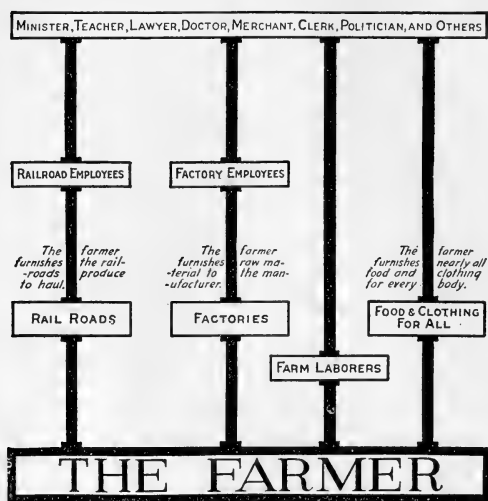 MINISTER, TEACHER, LAWYER, DOCTOR, MERCHANT, CLERK, POLITICIAN, AND OTHERS
RAILROAD EMPLOYEES
FACTORY EMPLOYEES
The farmer
furnishes the rail-
-roads produce
to haul.
The farmer
furnishes raw ma-
-terial to the man-
-ufacturer.
The farmer
furnishes nearly all
food and clothing
for every body.
RAIL ROADS
FACTORIES
FOOD & CLOTHING
FOR ALL
FARM LABORERS
THE FARMER